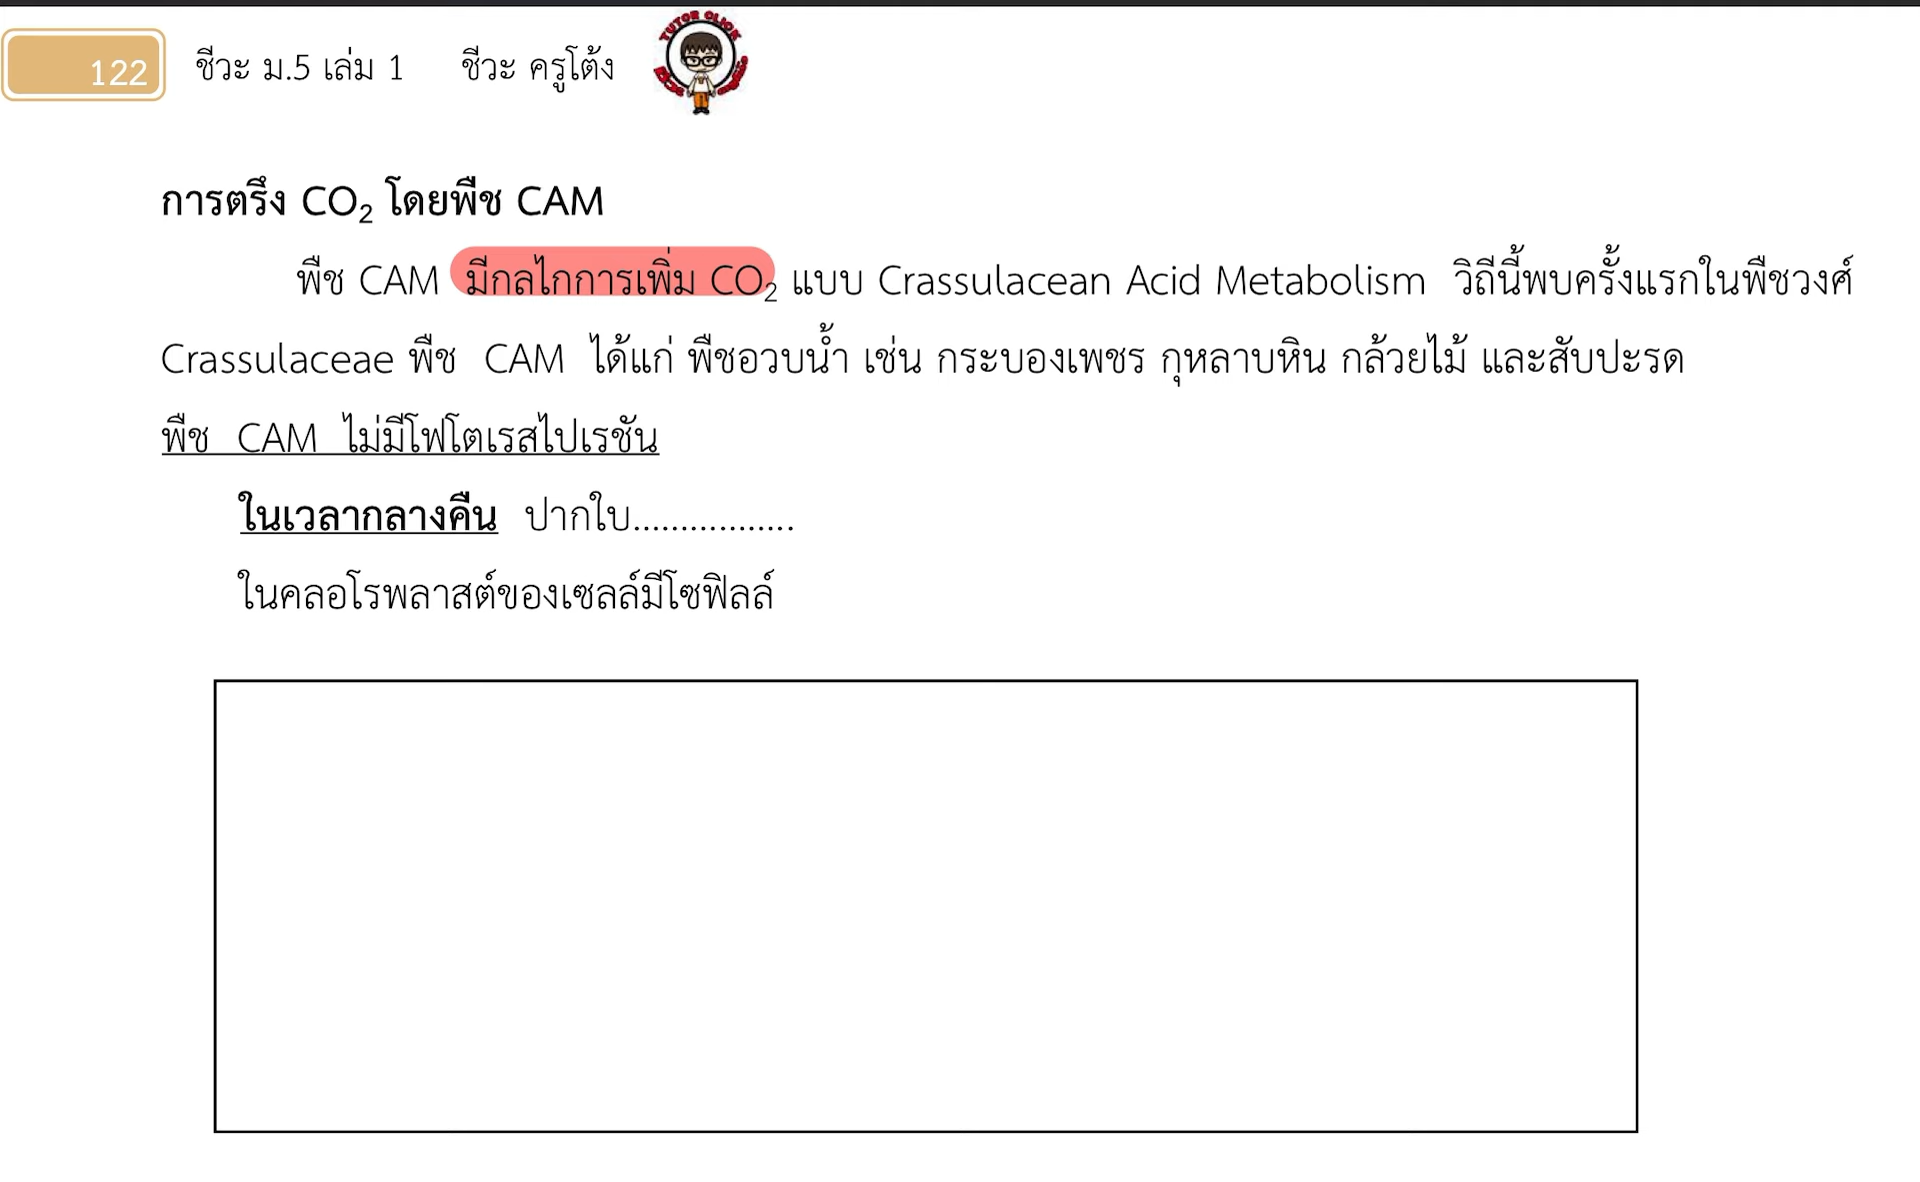 122 ชีวะ ม.5 เล่ม 1 ชีวะ ครูโต้ง
TUTOR CLICK
การตรึง CO₂ โดยพืช CAM
พืช CAM มีกลไกการเพิ่ม CO₂ แบบ Crassulacean Acid Metabolism วิถีนี้พบครั้งแรกในพืชวงศ์
Crassulaceae พืช CAM ได้แก่ พืชอวบน้ำ เช่น กระบองเพชร กุหลาบหิน กล้วยไม้ และสับปะรด
พืช CAM ไม่มีโฟโตเรสไปเรชัน
ในเวลากลางคืน ปากใบ.................
ในคลอโรพลาสต์ของเซลล์มีโซฟิลล์